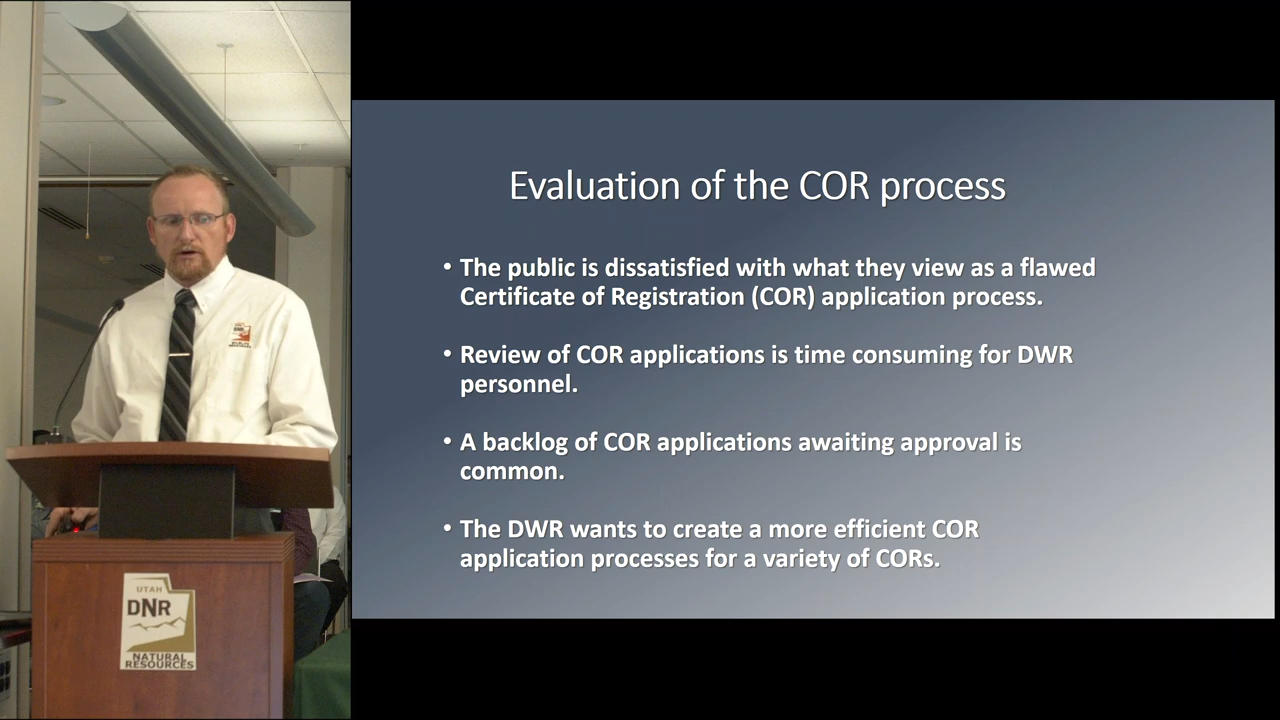 Evaluation of the COR process
• The public is dissatisfied with what they view as a flawed
Certificate of Registration (COR) application process.
• Review of COR applications is time consuming for DWR
personnel.
• A backlog of COR applications awaiting approval is
common.
• The DWR wants to create a more efficient COR
application processes for a variety of CORs.
DNR
UTAH
DNR
NATURAL
RESOURCES